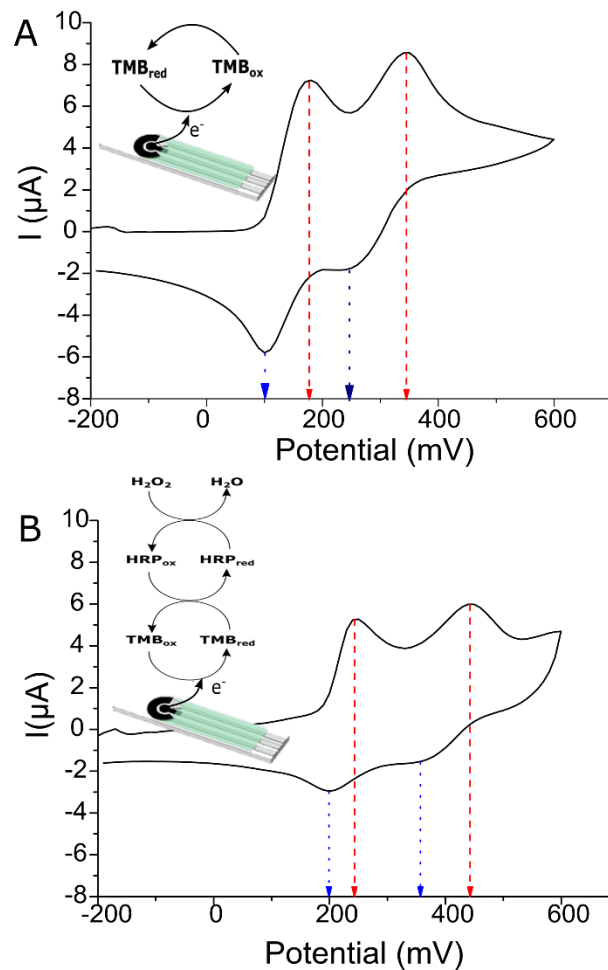 A
TMBred TMBox
e-
10
8
6
4
2
0
-2
-4
-6
-8
I (µA)
-200 0 200 400 600
Potential (mV)
B
H2O2 H2O
HRPox HRPred
TMBox TMBred
e-
10
8
6
4
2
0
-2
-4
-6
-8
I(µA)
-200 0 200 400 600
Potential (mV)